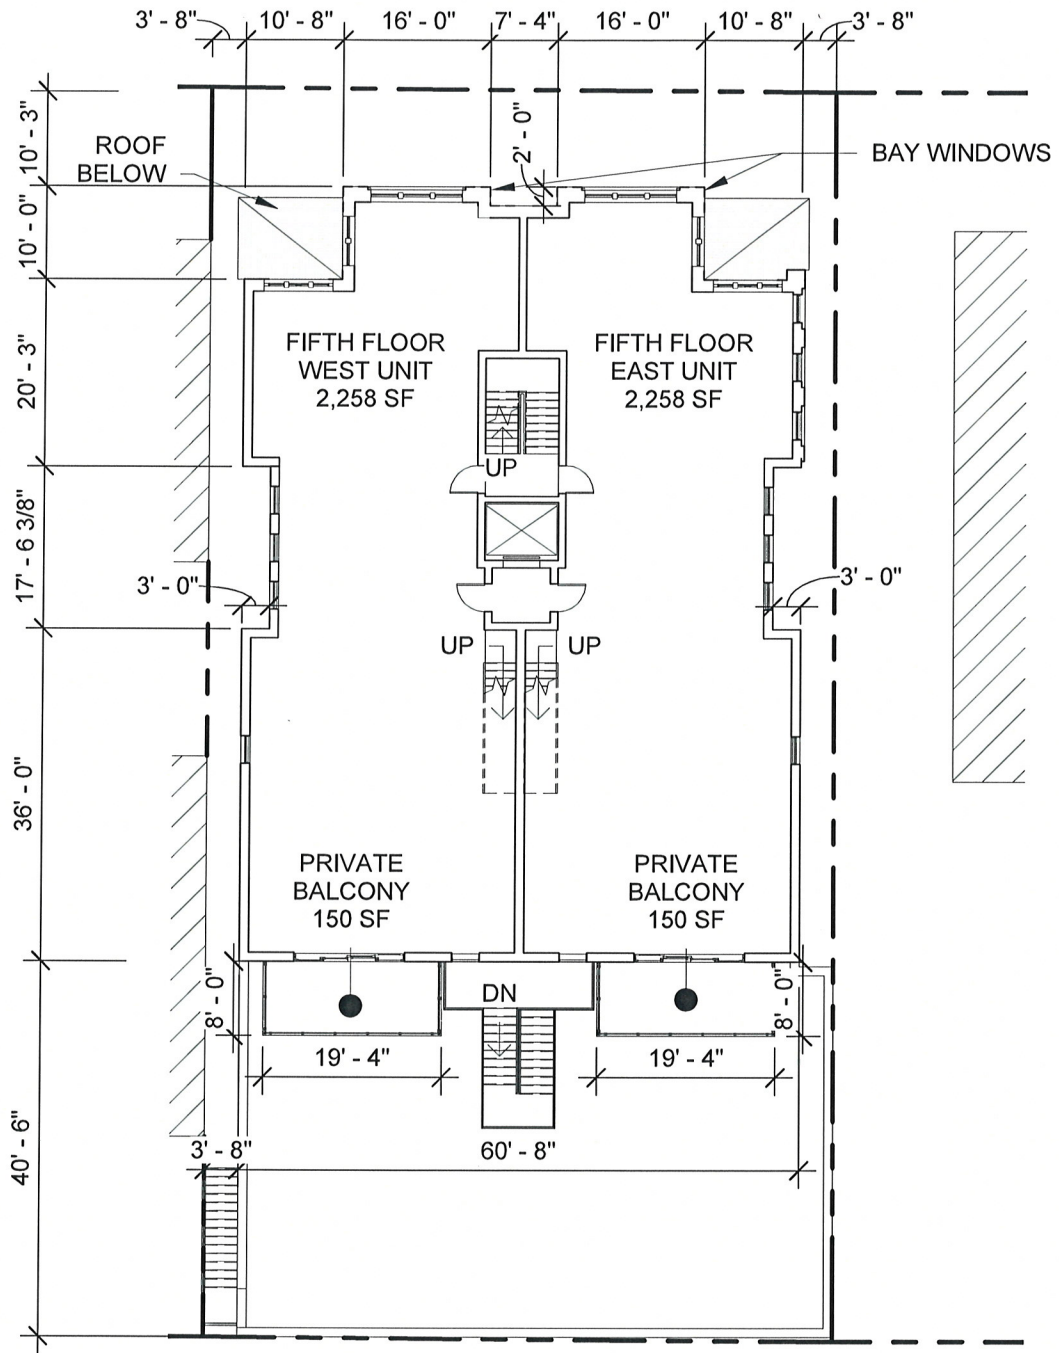 3' - 8" 10' - 8" 16' - 0" 7' - 4" 16' - 0" 10' - 8" 3' - 8"
10' - 3"
ROOF
BELOW
2' - 0"
BAY WINDOWS
10' - 0"
20' - 3"
FIFTH FLOOR
WEST UNIT
2,258 SF
FIFTH FLOOR
EAST UNIT
2,258 SF
UP
17' - 6 3/8"
3' - 0"
3' - 0"
UP
UP
36' - 0"
PRIVATE
BALCONY
150 SF
PRIVATE
BALCONY
150 SF
8' - 0"
DN
8' - 0"
19' - 4"
19' - 4"
40' - 6"
3' - 8"
60' - 8"